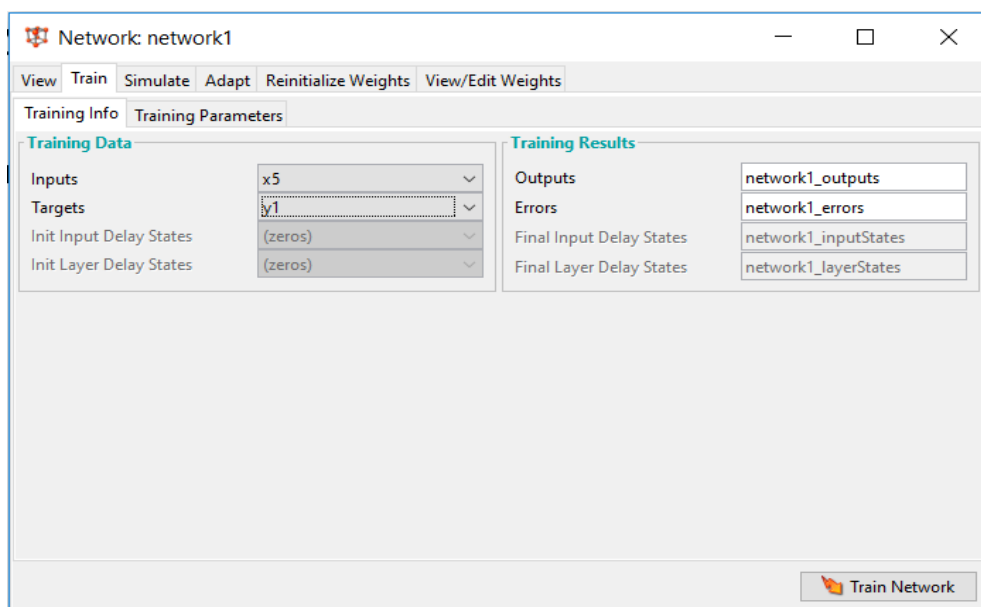 Network: network1
View Train Simulate Adapt Reinitialize Weights View/Edit Weights
Training Info Training Parameters
Training Data
Inputs x5
Targets y1
Init Input Delay States (zeros)
Init Layer Delay States (zeros)
Training Results
Outputs network1_outputs
Errors network1_errors
Final Input Delay States network1_inputStates
Final Layer Delay States network1_layerStates
Train Network